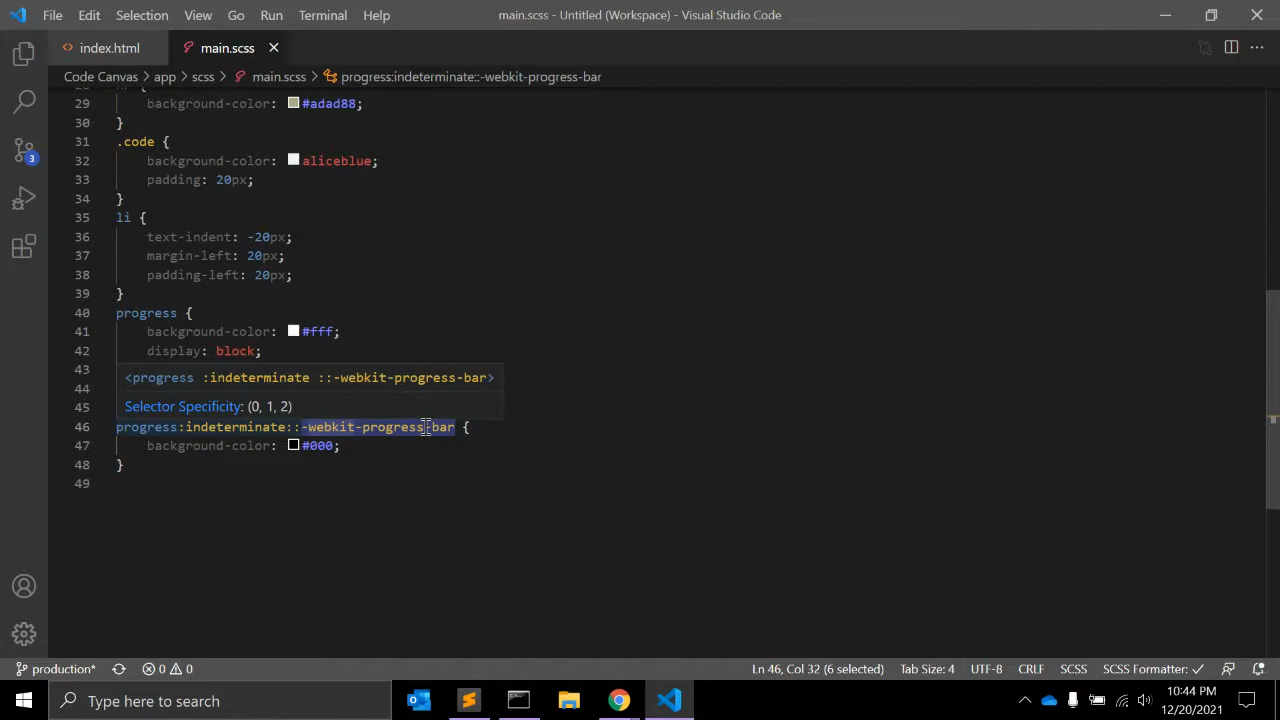 File Edit Selection View Go Run Terminal Help main.scss - Untitled (Workspace) - Visual Studio Code
index.html main.scss
Code Canvas > app > scss > main.scss > progress:indeterminate::-webkit-progress-bar
29 background-color: #adad88;
30 }
31 .code {
32 background-color: aliceblue;
33 padding: 20px;
34 }
35 li {
36 text-indent: -20px;
37 margin-left: 20px;
38 padding-left: 20px;
39 }
40 progress {
41 background-color: #fff;
42 display: block;
43 <progress :indeterminate ::-webkit-progress-bar>
44
45 Selector Specificity: (0, 1, 2)
46 progress:indeterminate::-webkit-progress-bar {
47 background-color: #000;
48 }
49
3
production* 0 0 Ln 46, Col 32 (6 selected) Tab Size: 4 UTF-8 CRLF SCSS SCSS Formatter: ✓
Type here to search
10:44 PM
12/20/2021